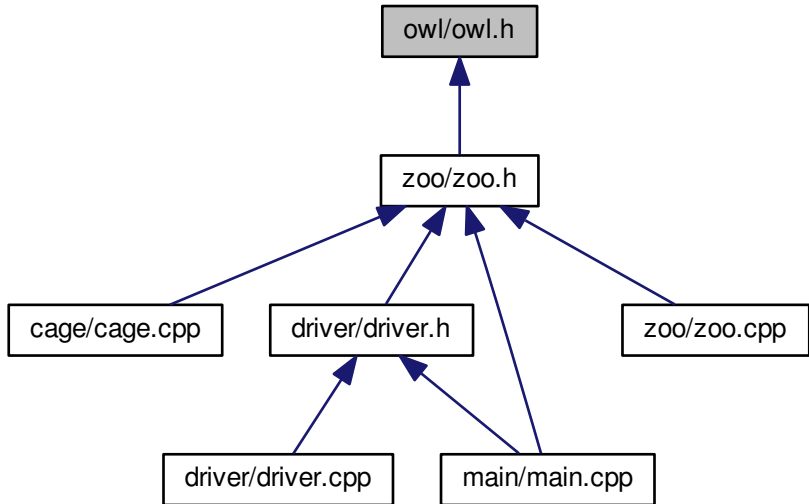 owl/owl.h
zoo/zoo.h
cage/cage.cpp
driver/driver.h
zoo/zoo.cpp
driver/driver.cpp
main/main.cpp